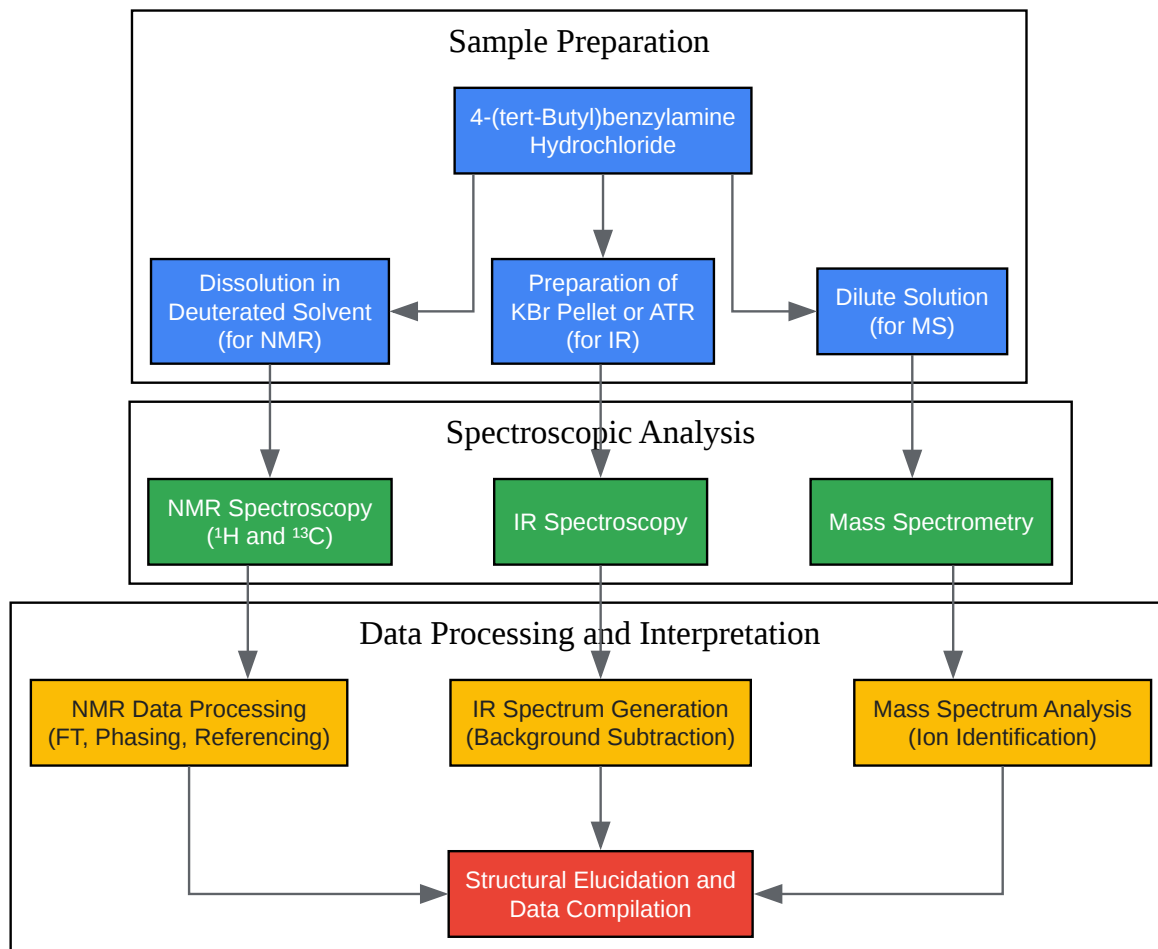 Sample Preparation
4-(tert-Butyl)benzylamine
Hydrochloride
Dissolution in
Deuterated Solvent
(for NMR)
Preparation of
KBr Pellet or ATR
(for IR)
Dilute Solution
(for MS)
Spectroscopic Analysis
NMR Spectroscopy
(¹H and ¹³C)
IR Spectroscopy
Mass Spectrometry
Data Processing and Interpretation
NMR Data Processing
(FT, Phasing, Referencing)
IR Spectrum Generation
(Background Subtraction)
Mass Spectrum Analysis
(Ion Identification)
Structural Elucidation and
Data Compilation